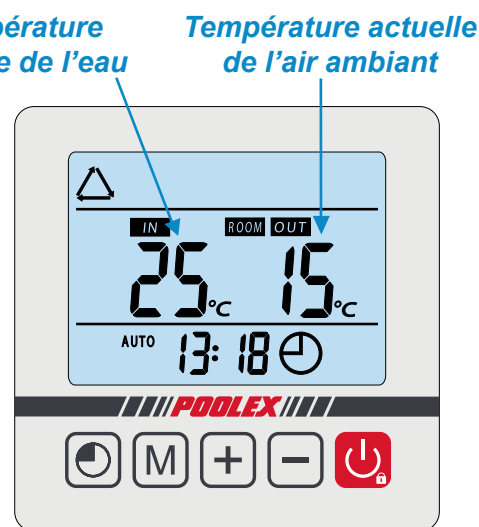 pérature
e de l'eau
Température actuelle
de l'air ambiant
IN ROOM OUT
25°C 15°C
AUTO 13:18
POOLEX
M + −